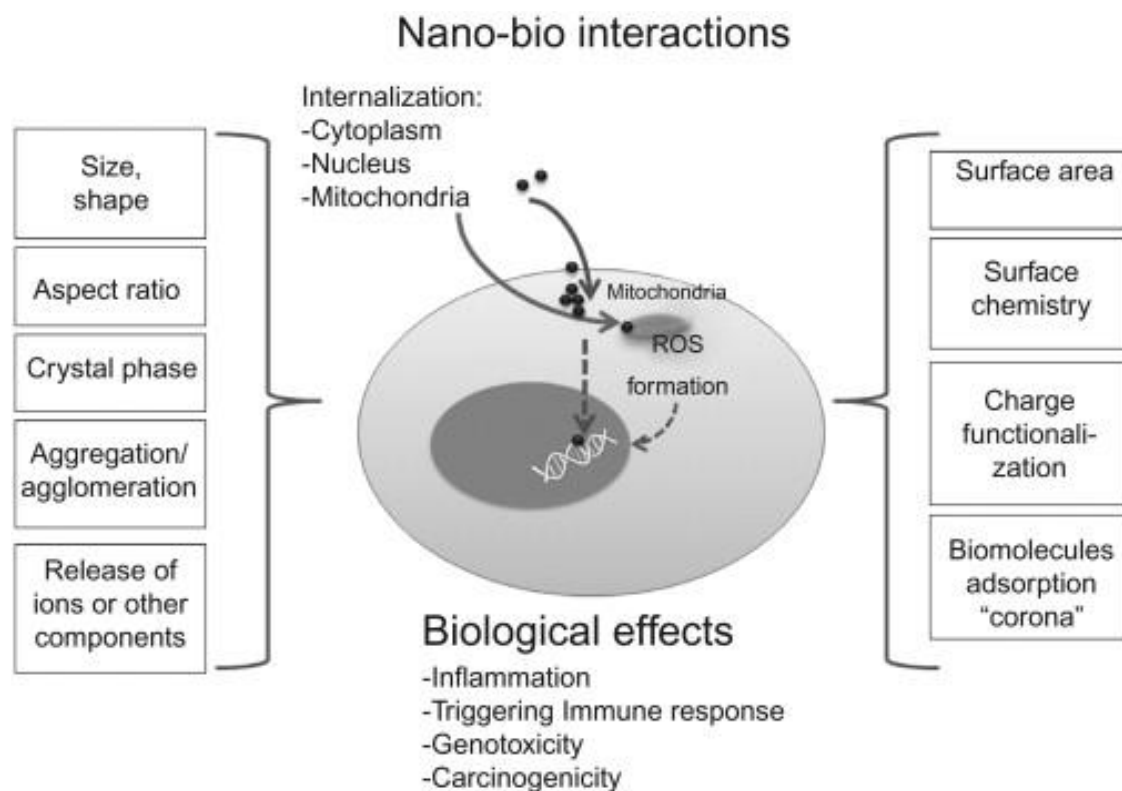 Nano-bio interactions
Internalization:
-Cytoplasm
-Nucleus
-Mitochondria
Size,
shape
Aspect ratio
Crystal phase
Aggregation/
agglomeration
Release of
ions or other
components
Mitochondria
ROS
formation
Surface area
Surface
chemistry
Charge
functionali-
zation
Biomolecules
adsorption
“corona”
Biological effects
-Inflammation
-Triggering Immune response
-Genotoxicity
-Carcinogenicity